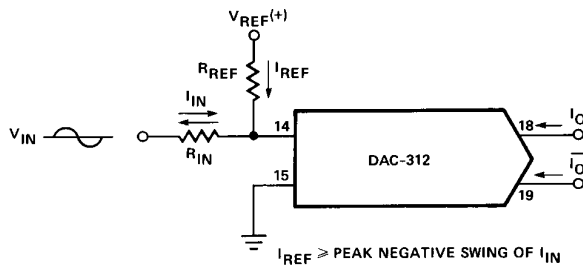 VREF(+)
RREF
IREF
IIN
VIN
RIN
14
15
DAC-312
18
IO
IO
19
IREF ⩾ PEAK NEGATIVE SWING OF IIN